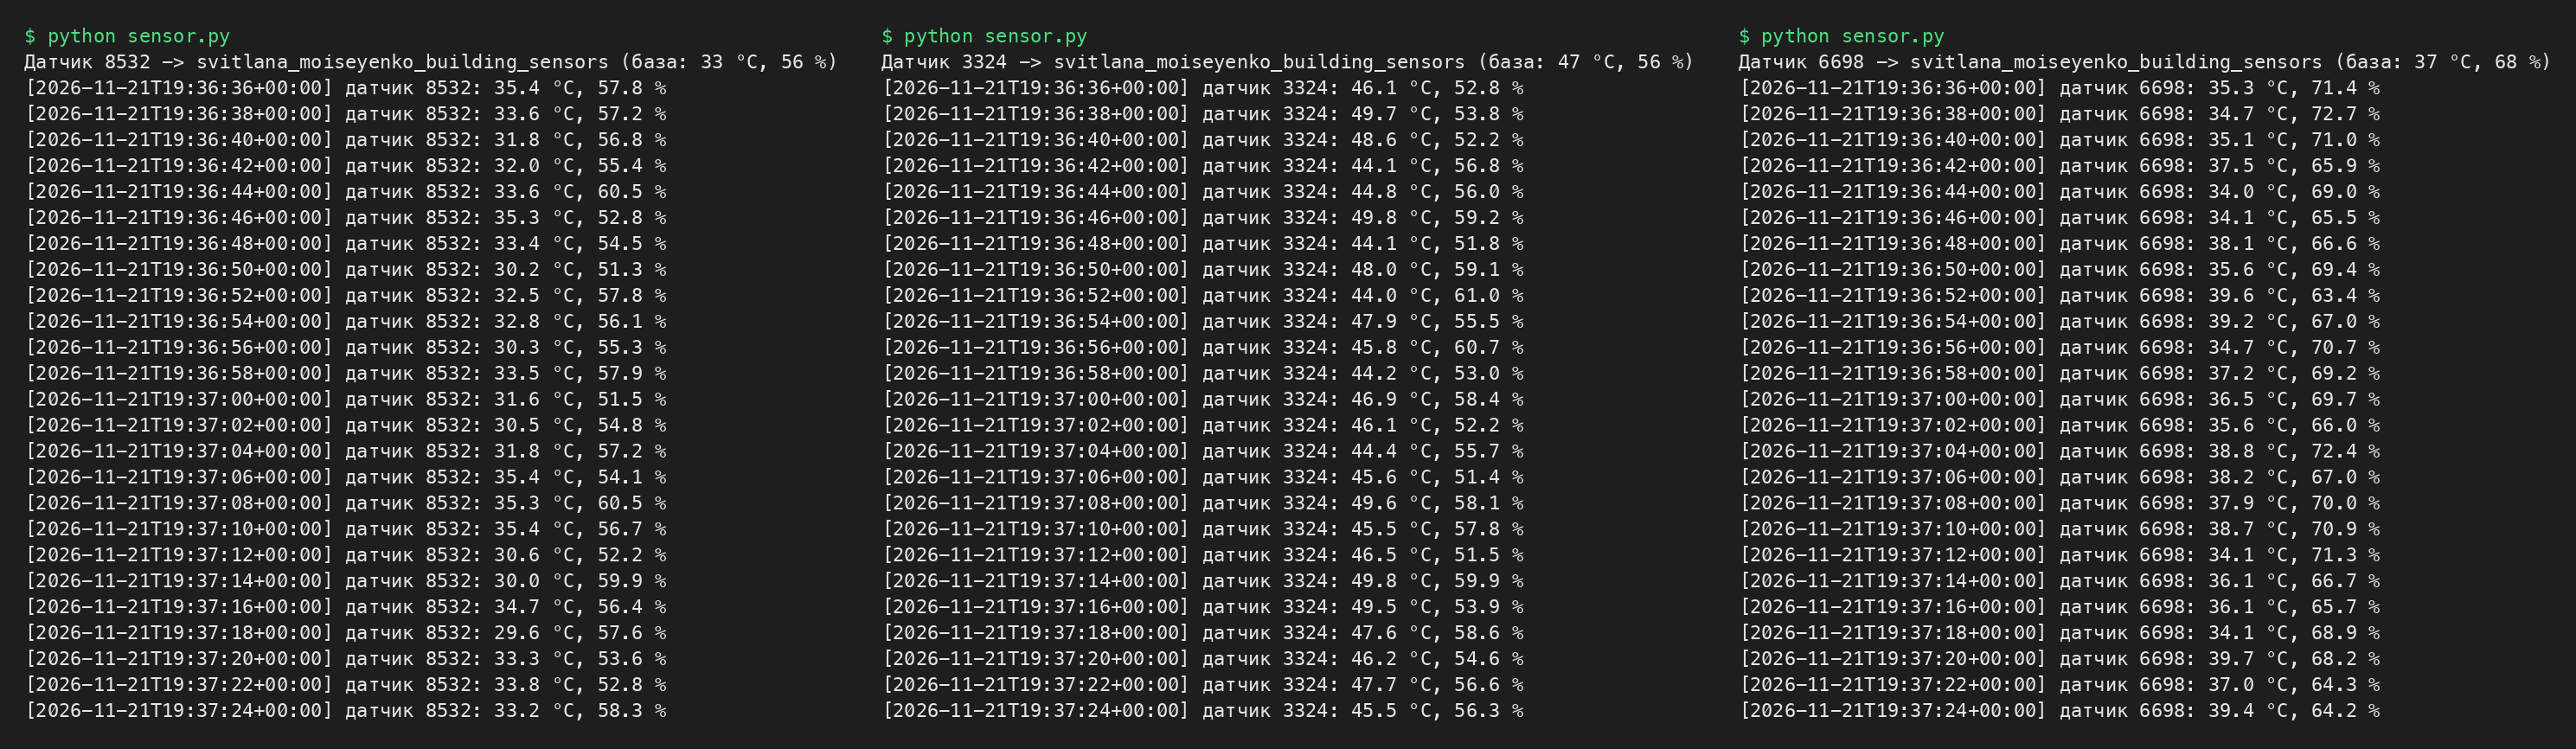 $ python sensor.py
Датчик 8532 −> svitlana_moiseyenko_building_sensors (база: 33 °C, 56 %)
[2026−11−21T19:36:36+00:00] датчик 8532: 35.4 °C, 57.8 %
[2026−11−21T19:36:38+00:00] датчик 8532: 33.6 °C, 57.2 %
[2026−11−21T19:36:40+00:00] датчик 8532: 31.8 °C, 56.8 %
[2026−11−21T19:36:42+00:00] датчик 8532: 32.0 °C, 55.4 %
[2026−11−21T19:36:44+00:00] датчик 8532: 33.6 °C, 60.5 %
[2026−11−21T19:36:46+00:00] датчик 8532: 35.3 °C, 52.8 %
[2026−11−21T19:36:48+00:00] датчик 8532: 33.4 °C, 54.5 %
[2026−11−21T19:36:50+00:00] датчик 8532: 30.2 °C, 51.3 %
[2026−11−21T19:36:52+00:00] датчик 8532: 32.5 °C, 57.8 %
[2026−11−21T19:36:54+00:00] датчик 8532: 32.8 °C, 56.1 %
[2026−11−21T19:36:56+00:00] датчик 8532: 30.3 °C, 55.3 %
[2026−11−21T19:36:58+00:00] датчик 8532: 33.5 °C, 57.9 %
[2026−11−21T19:37:00+00:00] датчик 8532: 31.6 °C, 51.5 %
[2026−11−21T19:37:02+00:00] датчик 8532: 30.5 °C, 54.8 %
[2026−11−21T19:37:04+00:00] датчик 8532: 31.8 °C, 57.2 %
[2026−11−21T19:37:06+00:00] датчик 8532: 35.4 °C, 54.1 %
[2026−11−21T19:37:08+00:00] датчик 8532: 35.3 °C, 60.5 %
[2026−11−21T19:37:10+00:00] датчик 8532: 35.4 °C, 56.7 %
[2026−11−21T19:37:12+00:00] датчик 8532: 30.6 °C, 52.2 %
[2026−11−21T19:37:14+00:00] датчик 8532: 30.0 °C, 59.9 %
[2026−11−21T19:37:16+00:00] датчик 8532: 34.7 °C, 56.4 %
[2026−11−21T19:37:18+00:00] датчик 8532: 29.6 °C, 57.6 %
[2026−11−21T19:37:20+00:00] датчик 8532: 33.3 °C, 53.6 %
[2026−11−21T19:37:22+00:00] датчик 8532: 33.8 °C, 52.8 %
[2026−11−21T19:37:24+00:00] датчик 8532: 33.2 °C, 58.3 %
$ python sensor.py
Датчик 3324 −> svitlana_moiseyenko_building_sensors (база: 47 °C, 56 %)
[2026−11−21T19:36:36+00:00] датчик 3324: 46.1 °C, 52.8 %
[2026−11−21T19:36:38+00:00] датчик 3324: 49.7 °C, 53.8 %
[2026−11−21T19:36:40+00:00] датчик 3324: 48.6 °C, 52.2 %
[2026−11−21T19:36:42+00:00] датчик 3324: 44.1 °C, 56.8 %
[2026−11−21T19:36:44+00:00] датчик 3324: 44.8 °C, 56.0 %
[2026−11−21T19:36:46+00:00] датчик 3324: 49.8 °C, 59.2 %
[2026−11−21T19:36:48+00:00] датчик 3324: 44.1 °C, 51.8 %
[2026−11−21T19:36:50+00:00] датчик 3324: 48.0 °C, 59.1 %
[2026−11−21T19:36:52+00:00] датчик 3324: 44.0 °C, 61.0 %
[2026−11−21T19:36:54+00:00] датчик 3324: 47.9 °C, 55.5 %
[2026−11−21T19:36:56+00:00] датчик 3324: 45.8 °C, 60.7 %
[2026−11−21T19:36:58+00:00] датчик 3324: 44.2 °C, 53.0 %
[2026−11−21T19:37:00+00:00] датчик 3324: 46.9 °C, 58.4 %
[2026−11−21T19:37:02+00:00] датчик 3324: 46.1 °C, 52.2 %
[2026−11−21T19:37:04+00:00] датчик 3324: 44.4 °C, 55.7 %
[2026−11−21T19:37:06+00:00] датчик 3324: 45.6 °C, 51.4 %
[2026−11−21T19:37:08+00:00] датчик 3324: 49.6 °C, 58.1 %
[2026−11−21T19:37:10+00:00] датчик 3324: 45.5 °C, 57.8 %
[2026−11−21T19:37:12+00:00] датчик 3324: 46.5 °C, 51.5 %
[2026−11−21T19:37:14+00:00] датчик 3324: 49.8 °C, 59.9 %
[2026−11−21T19:37:16+00:00] датчик 3324: 49.5 °C, 53.9 %
[2026−11−21T19:37:18+00:00] датчик 3324: 47.6 °C, 58.6 %
[2026−11−21T19:37:20+00:00] датчик 3324: 46.2 °C, 54.6 %
[2026−11−21T19:37:22+00:00] датчик 3324: 47.7 °C, 56.6 %
[2026−11−21T19:37:24+00:00] датчик 3324: 45.5 °C, 56.3 %
$ python sensor.py
Датчик 6698 −> svitlana_moiseyenko_building_sensors (база: 37 °C, 68 %)
[2026−11−21T19:36:36+00:00] датчик 6698: 35.3 °C, 71.4 %
[2026−11−21T19:36:38+00:00] датчик 6698: 34.7 °C, 72.7 %
[2026−11−21T19:36:40+00:00] датчик 6698: 35.1 °C, 71.0 %
[2026−11−21T19:36:42+00:00] датчик 6698: 37.5 °C, 65.9 %
[2026−11−21T19:36:44+00:00] датчик 6698: 34.0 °C, 69.0 %
[2026−11−21T19:36:46+00:00] датчик 6698: 34.1 °C, 65.5 %
[2026−11−21T19:36:48+00:00] датчик 6698: 38.1 °C, 66.6 %
[2026−11−21T19:36:50+00:00] датчик 6698: 35.6 °C, 69.4 %
[2026−11−21T19:36:52+00:00] датчик 6698: 39.6 °C, 63.4 %
[2026−11−21T19:36:54+00:00] датчик 6698: 39.2 °C, 67.0 %
[2026−11−21T19:36:56+00:00] датчик 6698: 34.7 °C, 70.7 %
[2026−11−21T19:36:58+00:00] датчик 6698: 37.2 °C, 69.2 %
[2026−11−21T19:37:00+00:00] датчик 6698: 36.5 °C, 69.7 %
[2026−11−21T19:37:02+00:00] датчик 6698: 35.6 °C, 66.0 %
[2026−11−21T19:37:04+00:00] датчик 6698: 38.8 °C, 72.4 %
[2026−11−21T19:37:06+00:00] датчик 6698: 38.2 °C, 67.0 %
[2026−11−21T19:37:08+00:00] датчик 6698: 37.9 °C, 70.0 %
[2026−11−21T19:37:10+00:00] датчик 6698: 38.7 °C, 70.9 %
[2026−11−21T19:37:12+00:00] датчик 6698: 34.1 °C, 71.3 %
[2026−11−21T19:37:14+00:00] датчик 6698: 36.1 °C, 66.7 %
[2026−11−21T19:37:16+00:00] датчик 6698: 36.1 °C, 65.7 %
[2026−11−21T19:37:18+00:00] датчик 6698: 34.1 °C, 68.9 %
[2026−11−21T19:37:20+00:00] датчик 6698: 39.7 °C, 68.2 %
[2026−11−21T19:37:22+00:00] датчик 6698: 37.0 °C, 64.3 %
[2026−11−21T19:37:24+00:00] датчик 6698: 39.4 °C, 64.2 %